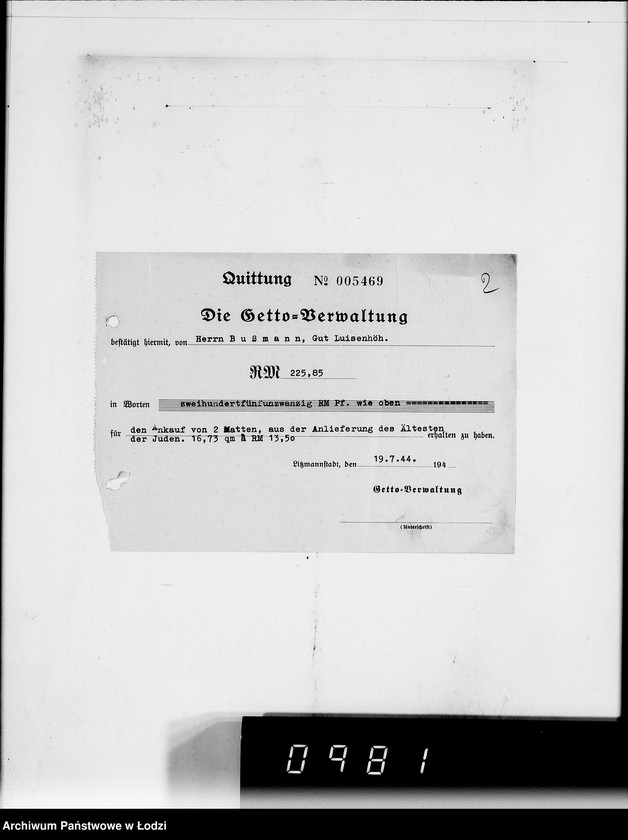 Quittung № 005469
2
Die Getto=Verwaltung
bestätigt hiermit, von Herrn B u ß m a n n, Gut Luisenhöh.
RM 225,85
in Worten zweihundertfünfunzwanzig RM Pf. wie oben ================
für den Ankauf von 2 Matten, aus der Anlieferung des Ältesten
der Juden. 16,73 qm à RM 13,50 erhalten zu haben.
Litzmannstadt, den 19.7.44. 194
Getto=Verwaltung
(Unterschrift)
0981
Archiwum Państwowe w Łodzi